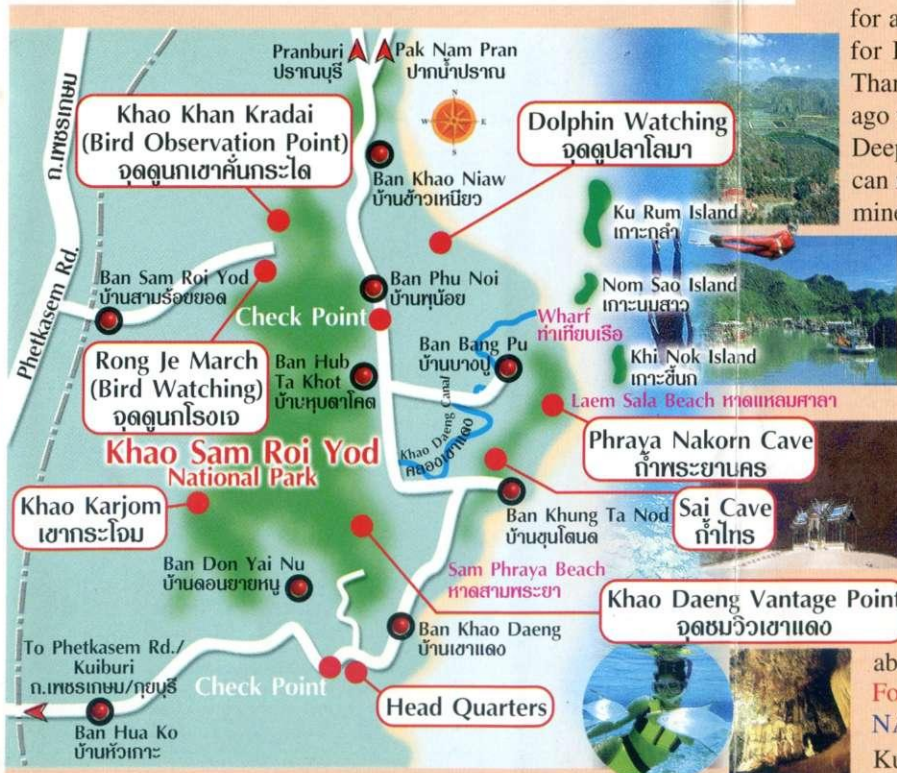 Pranburi
ปราณบุรี
Pak Nam Pran
ปากน้ำปราณ
ถ.เพชรเกษม
Phetkasem Rd.
Khao Khan Kradai
(Bird Observation Point)
จุดดูนกเขาคั่นกระได
Dolphin Watching
จุดดูปลาโลมา
Ban Khao Niaw
บ้านข้าวเหนียว
Ku Rum Island
เกาะกูลำ
Nom Sao Island
เกาะนมสาว
Ban Sam Roi Yod
บ้านสามร้อยยอด
Ban Phu Noi
บ้านพุน้อย
Check Point
Wharf
ท่าเทียบเรือ
Khi Nok Island
เกาะขี้นก
Ban Bang Pu
บ้านบางปู
Rong Je March
(Bird Watching)
จุดดูนกโรงเจ
Ban Hub
Ta Khot
บ้านหุบตาโคต
Laem Sala Beach หาดแหลมศาลา
Khao Daeng Canal
คลองเขาแดง
Khao Sam Roi Yod
National Park
Phraya Nakorn Cave
ถ้ำพระยานคร
Khao Karjom
เขากระโจม
Ban Khung Ta Nod
บ้านขุนโตนด
Sai Cave
ถ้ำไทร
Ban Don Yai Nu
บ้านดอนยายหนู
Sam Phraya Beach
หาดสามพระยา
Khao Daeng Vantage Point
จุดชมวิวเขาแดง
Ban Khao Daeng
บ้านเขาแดง
To Phetkasem Rd./
Kuiburi
ถ.เพชรเกษม/กุยบุรี
Check Point
Head Quarters
Ban Hua Ko
บ้านหัวเกาะ
N
W
E
S
for a
for
Than
ago
Deep
can
mine
ab
Fo
NA
Ku